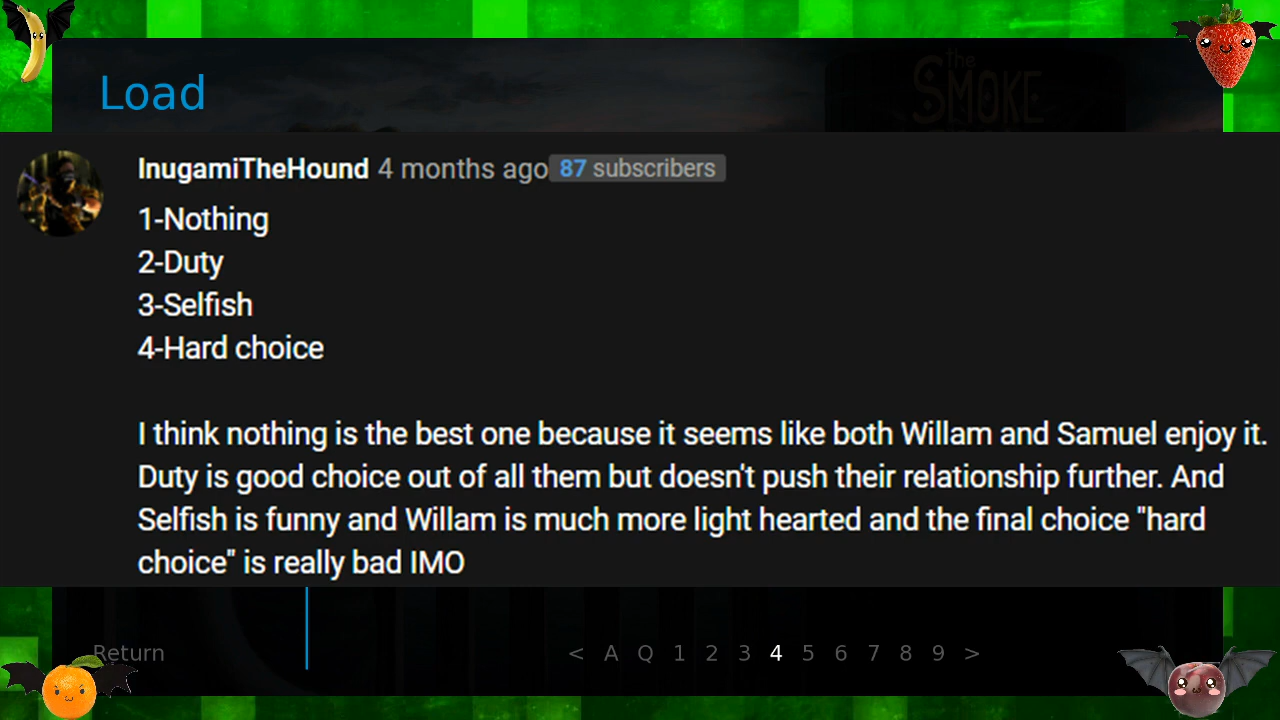 The
SMOKE
Load
InugamiTheHound 4 months ago 87 subscribers
1-Nothing
2-Duty
3-Selfish
4-Hard choice
I think nothing is the best one because it seems like both Willam and Samuel enjoy it.
Duty is good choice out of all them but doesn't push their relationship further. And
Selfish is funny and Willam is much more light hearted and the final choice "hard
choice" is really bad IMO
Return
< A Q 1 2 3 4 5 6 7 8 9 >